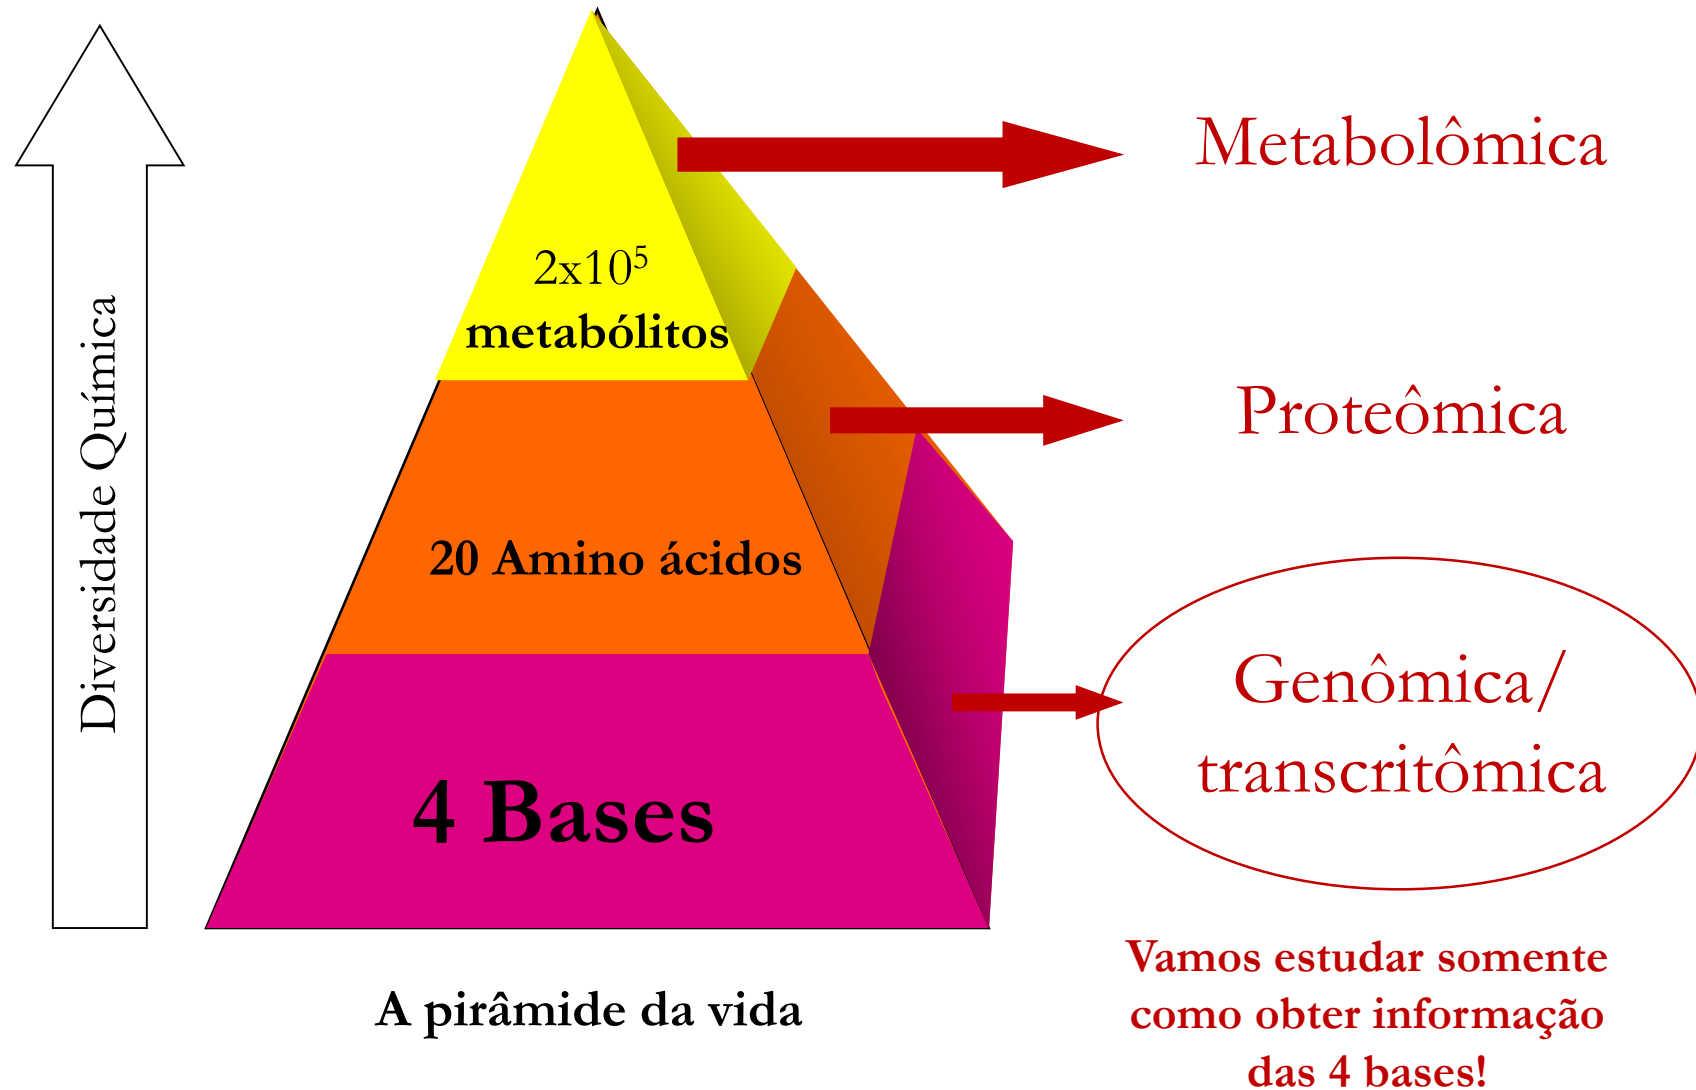 Diversidade Química
Metabolômica
2x10⁵
metabólitos
Proteômica
20 Amino ácidos
Genômica/
transcritômica
4 Bases
A pirâmide da vida
Vamos estudar somente
como obter informação
das 4 bases!